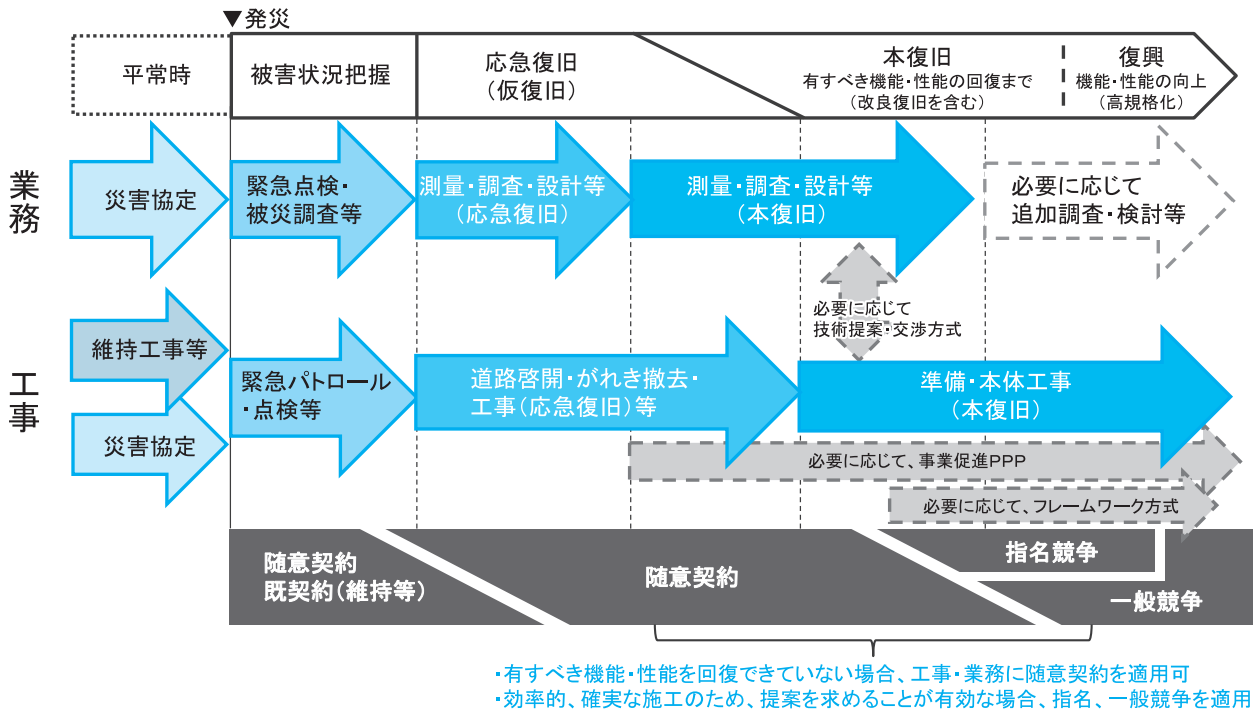 ▼発災
平常時
被害状況把握
応急復旧
(仮復旧)
本復旧
有すべき機能・性能の回復まで
(改良復旧を含む)
復興
機能・性能の向上
(高規格化)
業務
災害協定
緊急点検・
被災調査等
測量・調査・設計等
(応急復旧)
測量・調査・設計等
(本復旧)
必要に応じて
追加調査・検討等
必要に応じて
技術提案・交渉方式
工事
維持工事等
災害協定
緊急パトロール
・点検等
道路啓開・がれき撤去・
工事(応急復旧)等
準備・本体工事
(本復旧)
必要に応じて、事業促進PPP
必要に応じて、フレームワーク方式
随意契約
既契約(維持等)
随意契約
指名競争
一般競争
・有すべき機能・性能を回復できていない場合、工事・業務に随意契約を適用可
・効率的、確実な施工のため、提案を求めることが有効な場合、指名、一般競争を適用